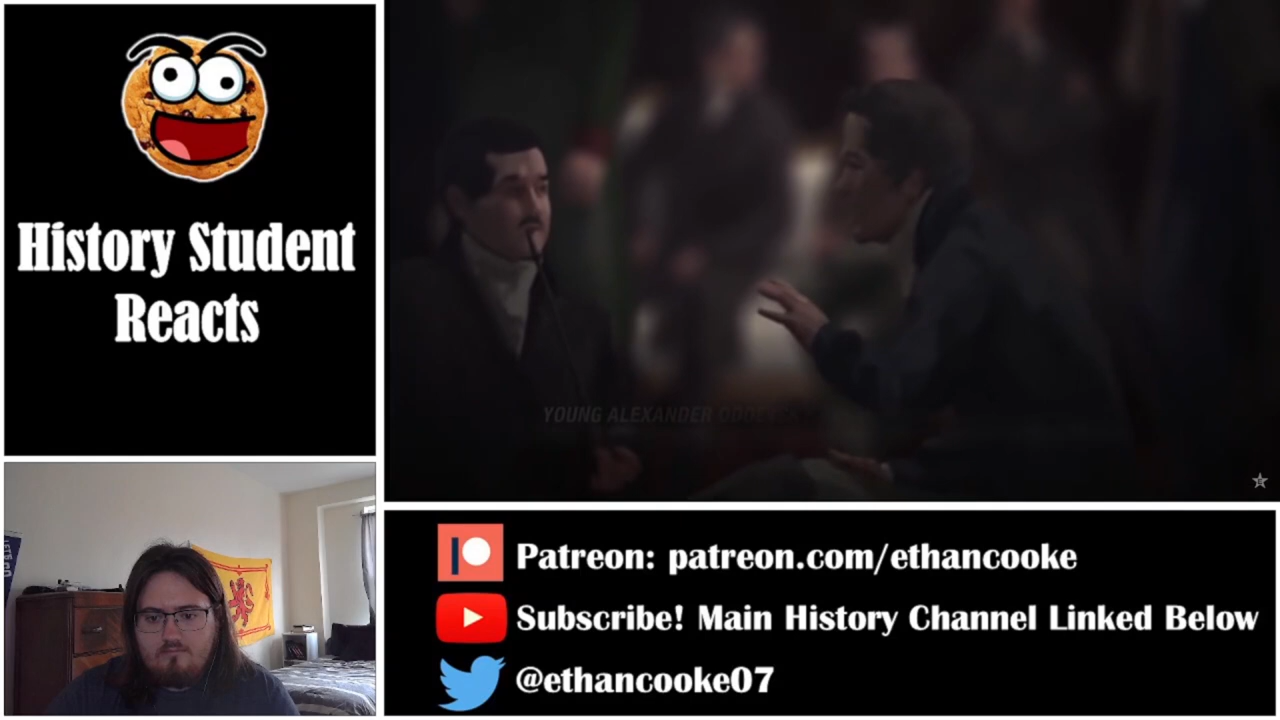 History Student
Reacts
YOUNG ALEXANDER
Patreon: patreon.com/ethancooke
Subscribe! Main History Channel Linked Below
@ethancooke07